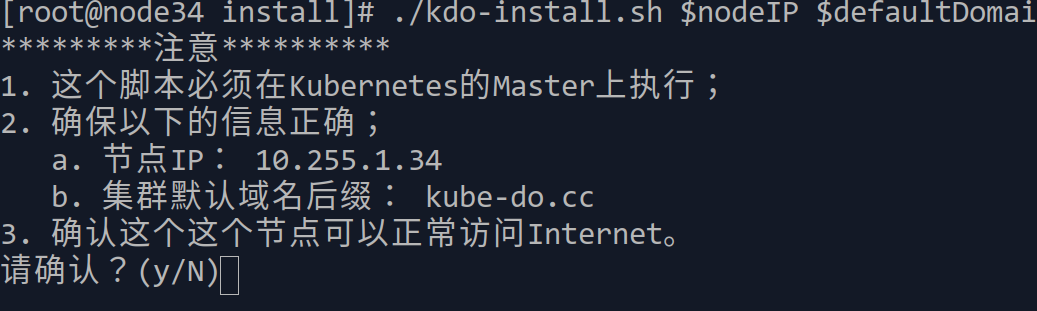 [root@node34 install]# ./kdo-install.sh $nodeIP $defaultDomai
*********注意**********
1. 这个脚本必须在Kubernetes的Master上执行；
2. 确保以下的信息正确；
a. 节点IP： 10.255.1.34
b. 集群默认域名后缀： kube-do.cc
3. 确认这个这个节点可以正常访问Internet。
请确认？(y/N)